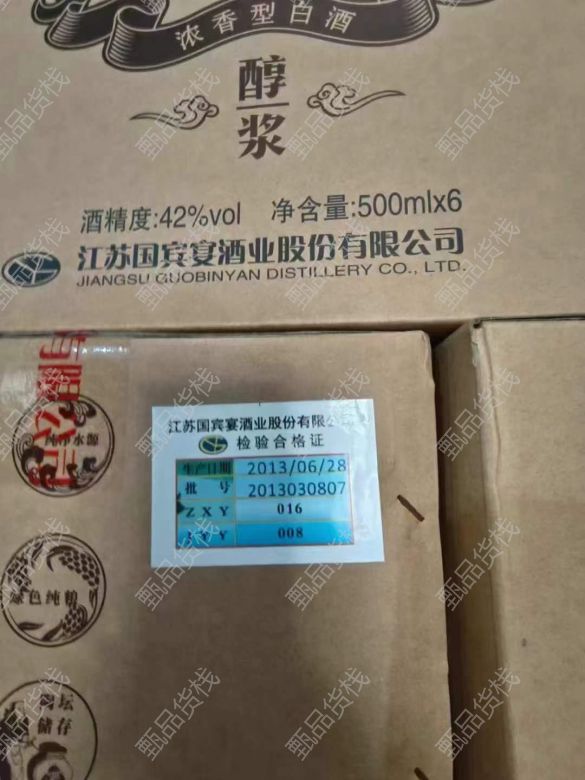 浓香型白酒
醇浆
酒精度:42%vol 净含量:500mlx6
江苏国宾宴酒业股份有限公司
JIANGSU GUOBINYAN DISTILLERY CO., LTD.
有限公司
纯净水源
江苏国宾宴酒业股份有限
检验合格证
生产日期 2013/06/28
批 号 2013030807
Z X Y 016
008
绿色纯粮
坛
储存
甄品货栈